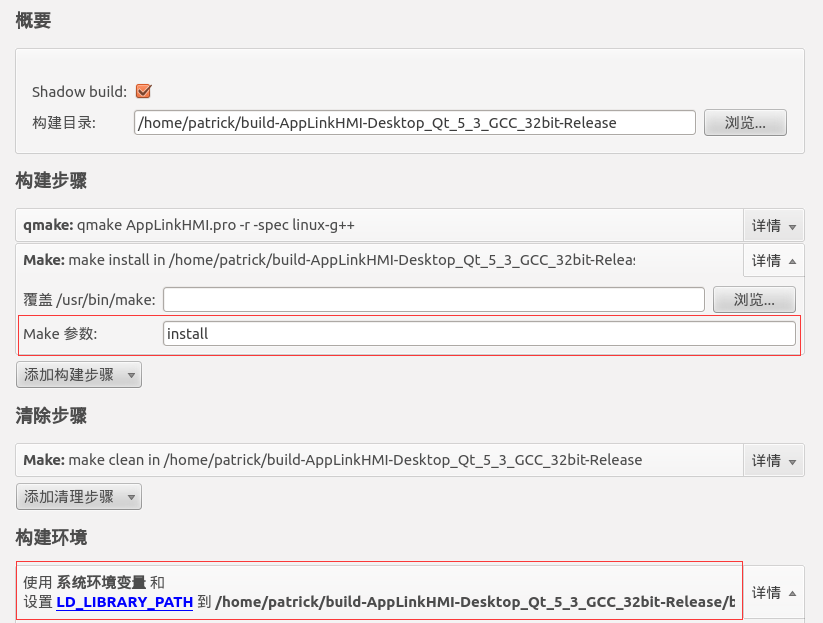 概要
Shadow build:
构建目录: /home/patrick/build-AppLinkHMI-Desktop_Qt_5_3_GCC_32bit-Release 浏览...
构建步骤
qmake: qmake AppLinkHMI.pro -r -spec linux-g++ 详情
Make: make install in /home/patrick/build-AppLinkHMI-Desktop_Qt_5_3_GCC_32bit-Releas 详情
覆盖 /usr/bin/make: 浏览...
Make 参数: install
添加构建步骤
清除步骤
Make: make clean in /home/patrick/build-AppLinkHMI-Desktop_Qt_5_3_GCC_32bit-Release 详情
添加清理步骤
构建环境
使用 系统环境变量 和
设置 LD_LIBRARY_PATH 到 /home/patrick/build-AppLinkHMI-Desktop_Qt_5_3_GCC_32bit-Release/b 详情